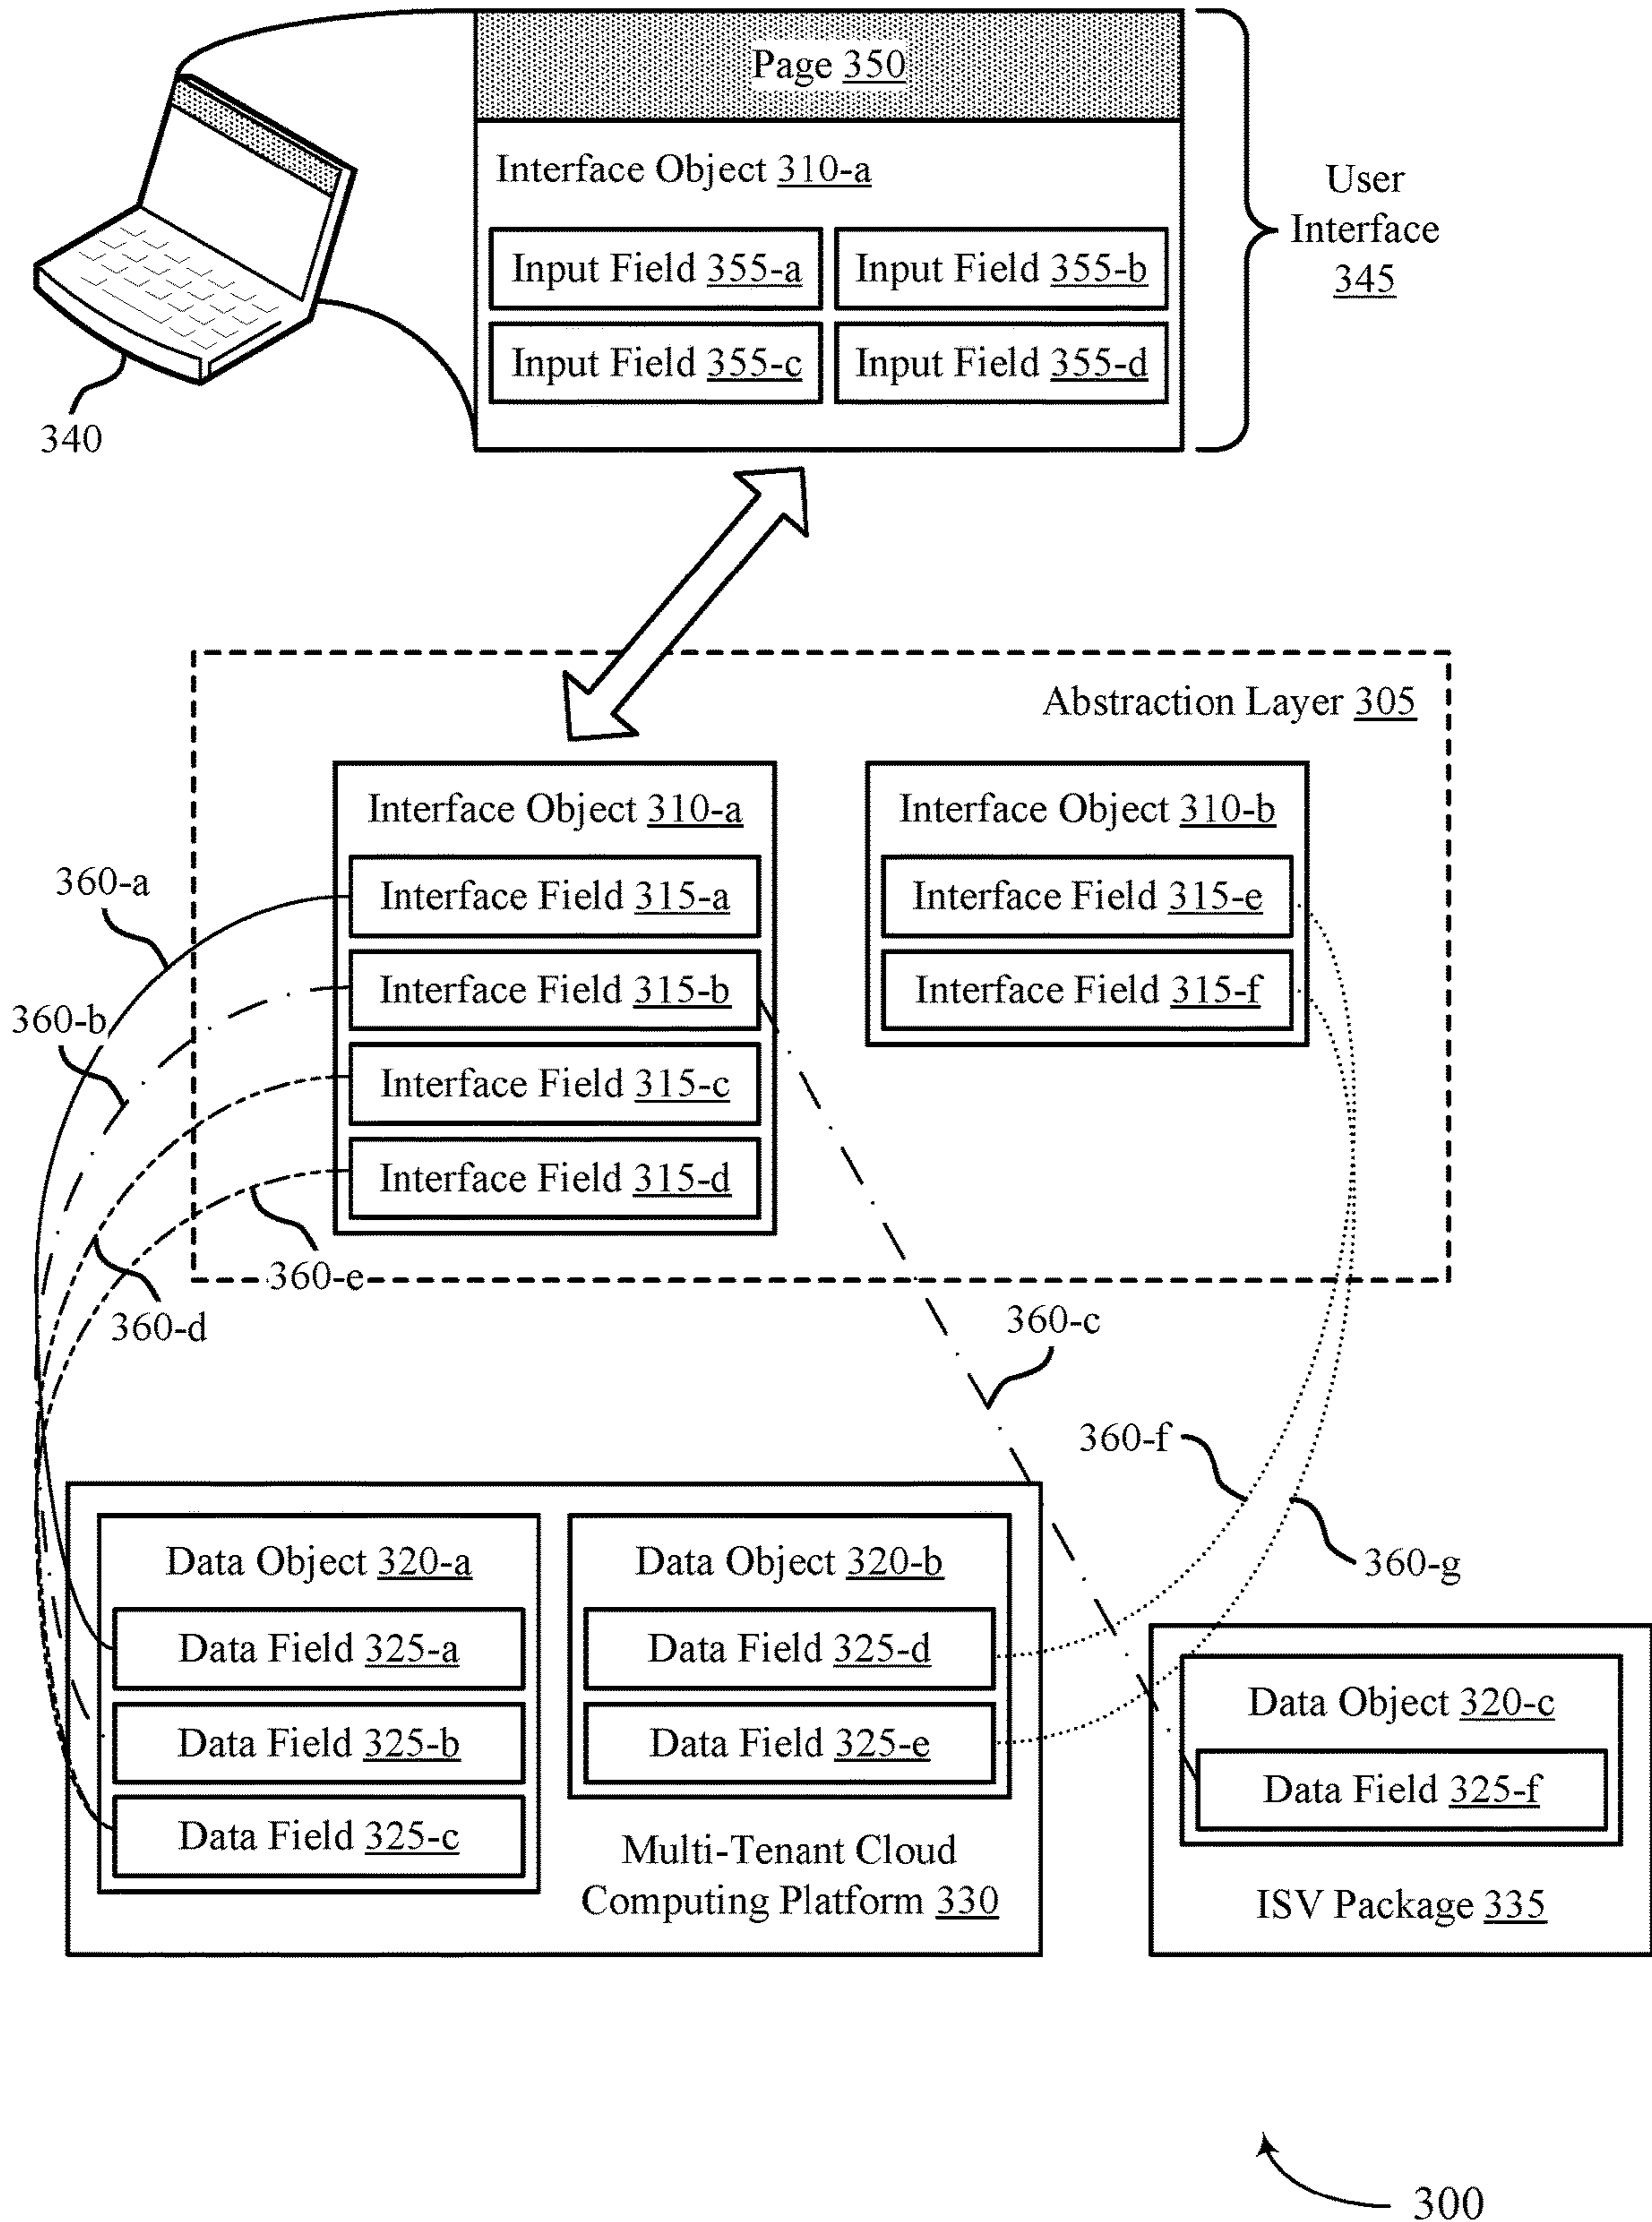 Page 350
Interface Object 310-a
Input Field 355-a
Input Field 355-b
Input Field 355-c
Input Field 355-d
User
Interface
345
340
Abstraction Layer 305
Interface Object 310-a
Interface Field 315-a
Interface Field 315-b
Interface Field 315-c
Interface Field 315-d
Interface Object 310-b
Interface Field 315-e
Interface Field 315-f
360-a
360-b
360-e
360-d
360-c
360-f
360-g
Data Object 320-a
Data Field 325-a
Data Field 325-b
Data Field 325-c
Data Object 320-b
Data Field 325-d
Data Field 325-e
Multi-Tenant Cloud
Computing Platform 330
Data Object 320-c
Data Field 325-f
ISV Package 335
300